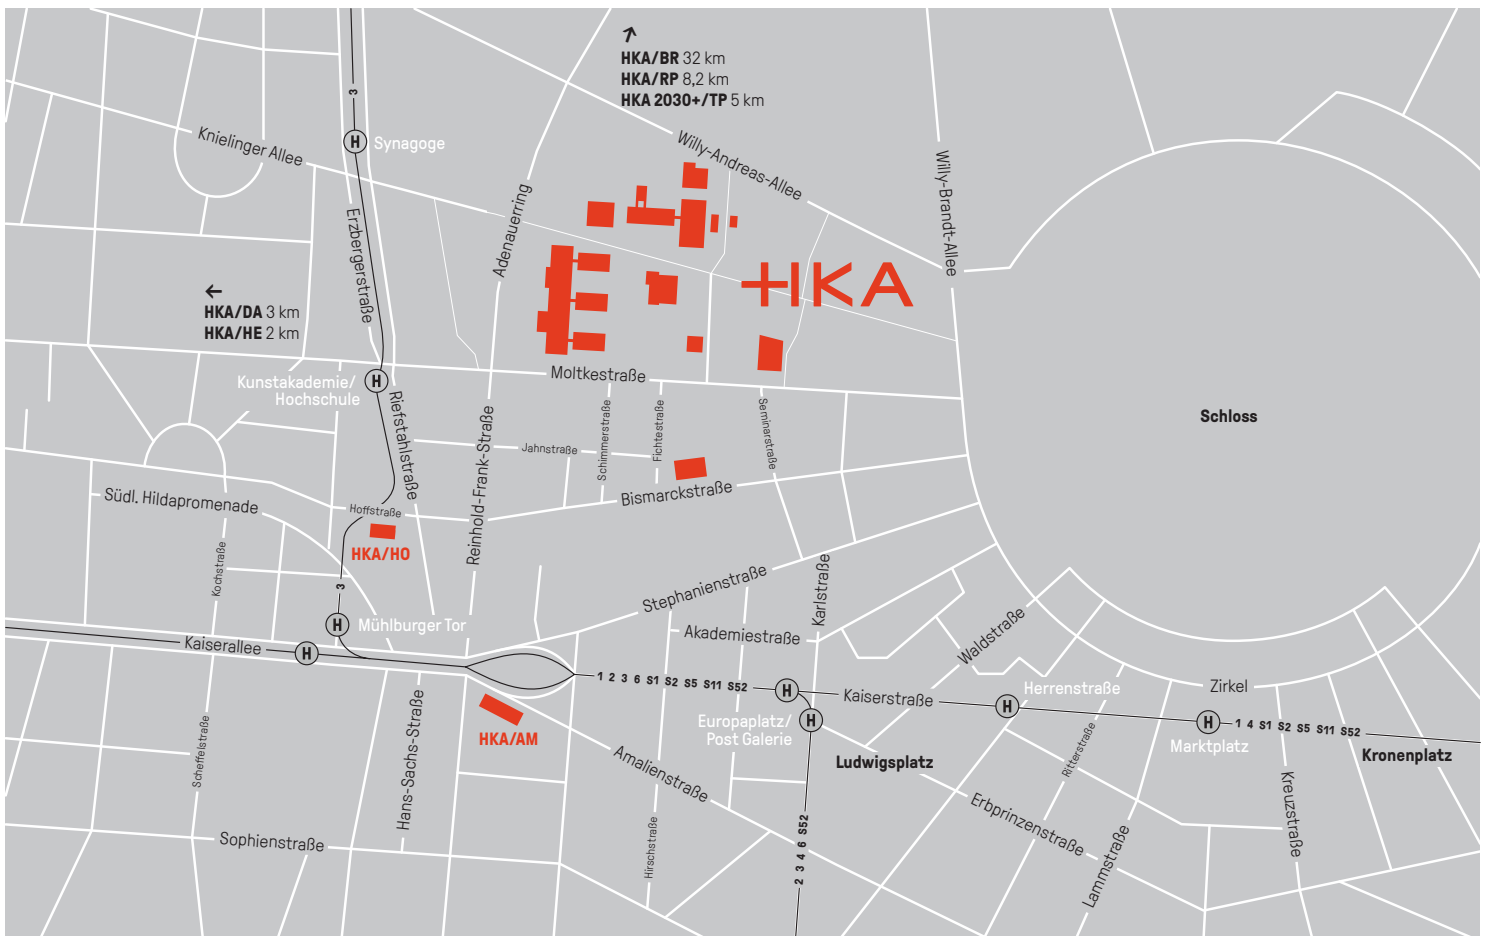 HKA/BR 32 km
HKA/RP 8,2 km
HKA 2030+/TP 5 km
3
Synagoge
H
Knielinger Allee
Willy-Andreas-Allee
Willy-Brandt-Allee
Adenauerring
Erzbergerstraße
HKA
HKA/DA 3 km
HKA/HE 2 km
Moltkestraße
Kunstakademie/
Hochschule
H
Riefstahlstraße
Reinhold-Frank-Straße
Jahnstraße
Schimmerstraße
Fichtestraße
Seminarstraße
Schloss
Bismarckstraße
Südl. Hildapromenade
Hoffstraße
HKA/HO
Kochstraße
3
Stephanienstraße
Karlstraße
H
Mühlburger Tor
Akademiestraße
Waldstraße
Kaiserallee
H
1 2 3 6 S1 S2 S5 S11 S52
H
Kaiserstraße
Herrenstraße
H
Zirkel
Hans-Sachs-Straße
Scheffelstraße
HKA/AM
Europaplatz/
Post Galerie
H
H
1 4 S1 S2 S5 S11 S52
Marktplatz
Kronenplatz
Ludwigsplatz
Ritterstraße
Amalienstraße
Erbprinzenstraße
Kreuzstraße
Lammstraße
Sophienstraße
Hirschstraße
2 3 4 6 S52